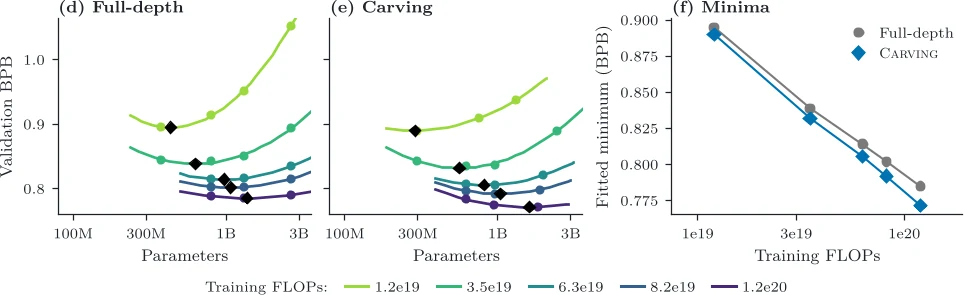 (d) Full-depth
Validation BPB
1.0
0.9
0.8
100M 300M 1B 3B
Parameters
(e) Carving
100M 300M 1B 3B
Parameters
(f) Minima
Fitted minimum (BPB)
0.900
0.875
0.850
0.825
0.800
0.775
Full-depth
Carving
1e19 3e19 1e20
Training FLOPs
Training FLOPs: 1.2e19 3.5e19 6.3e19 8.2e19 1.2e20